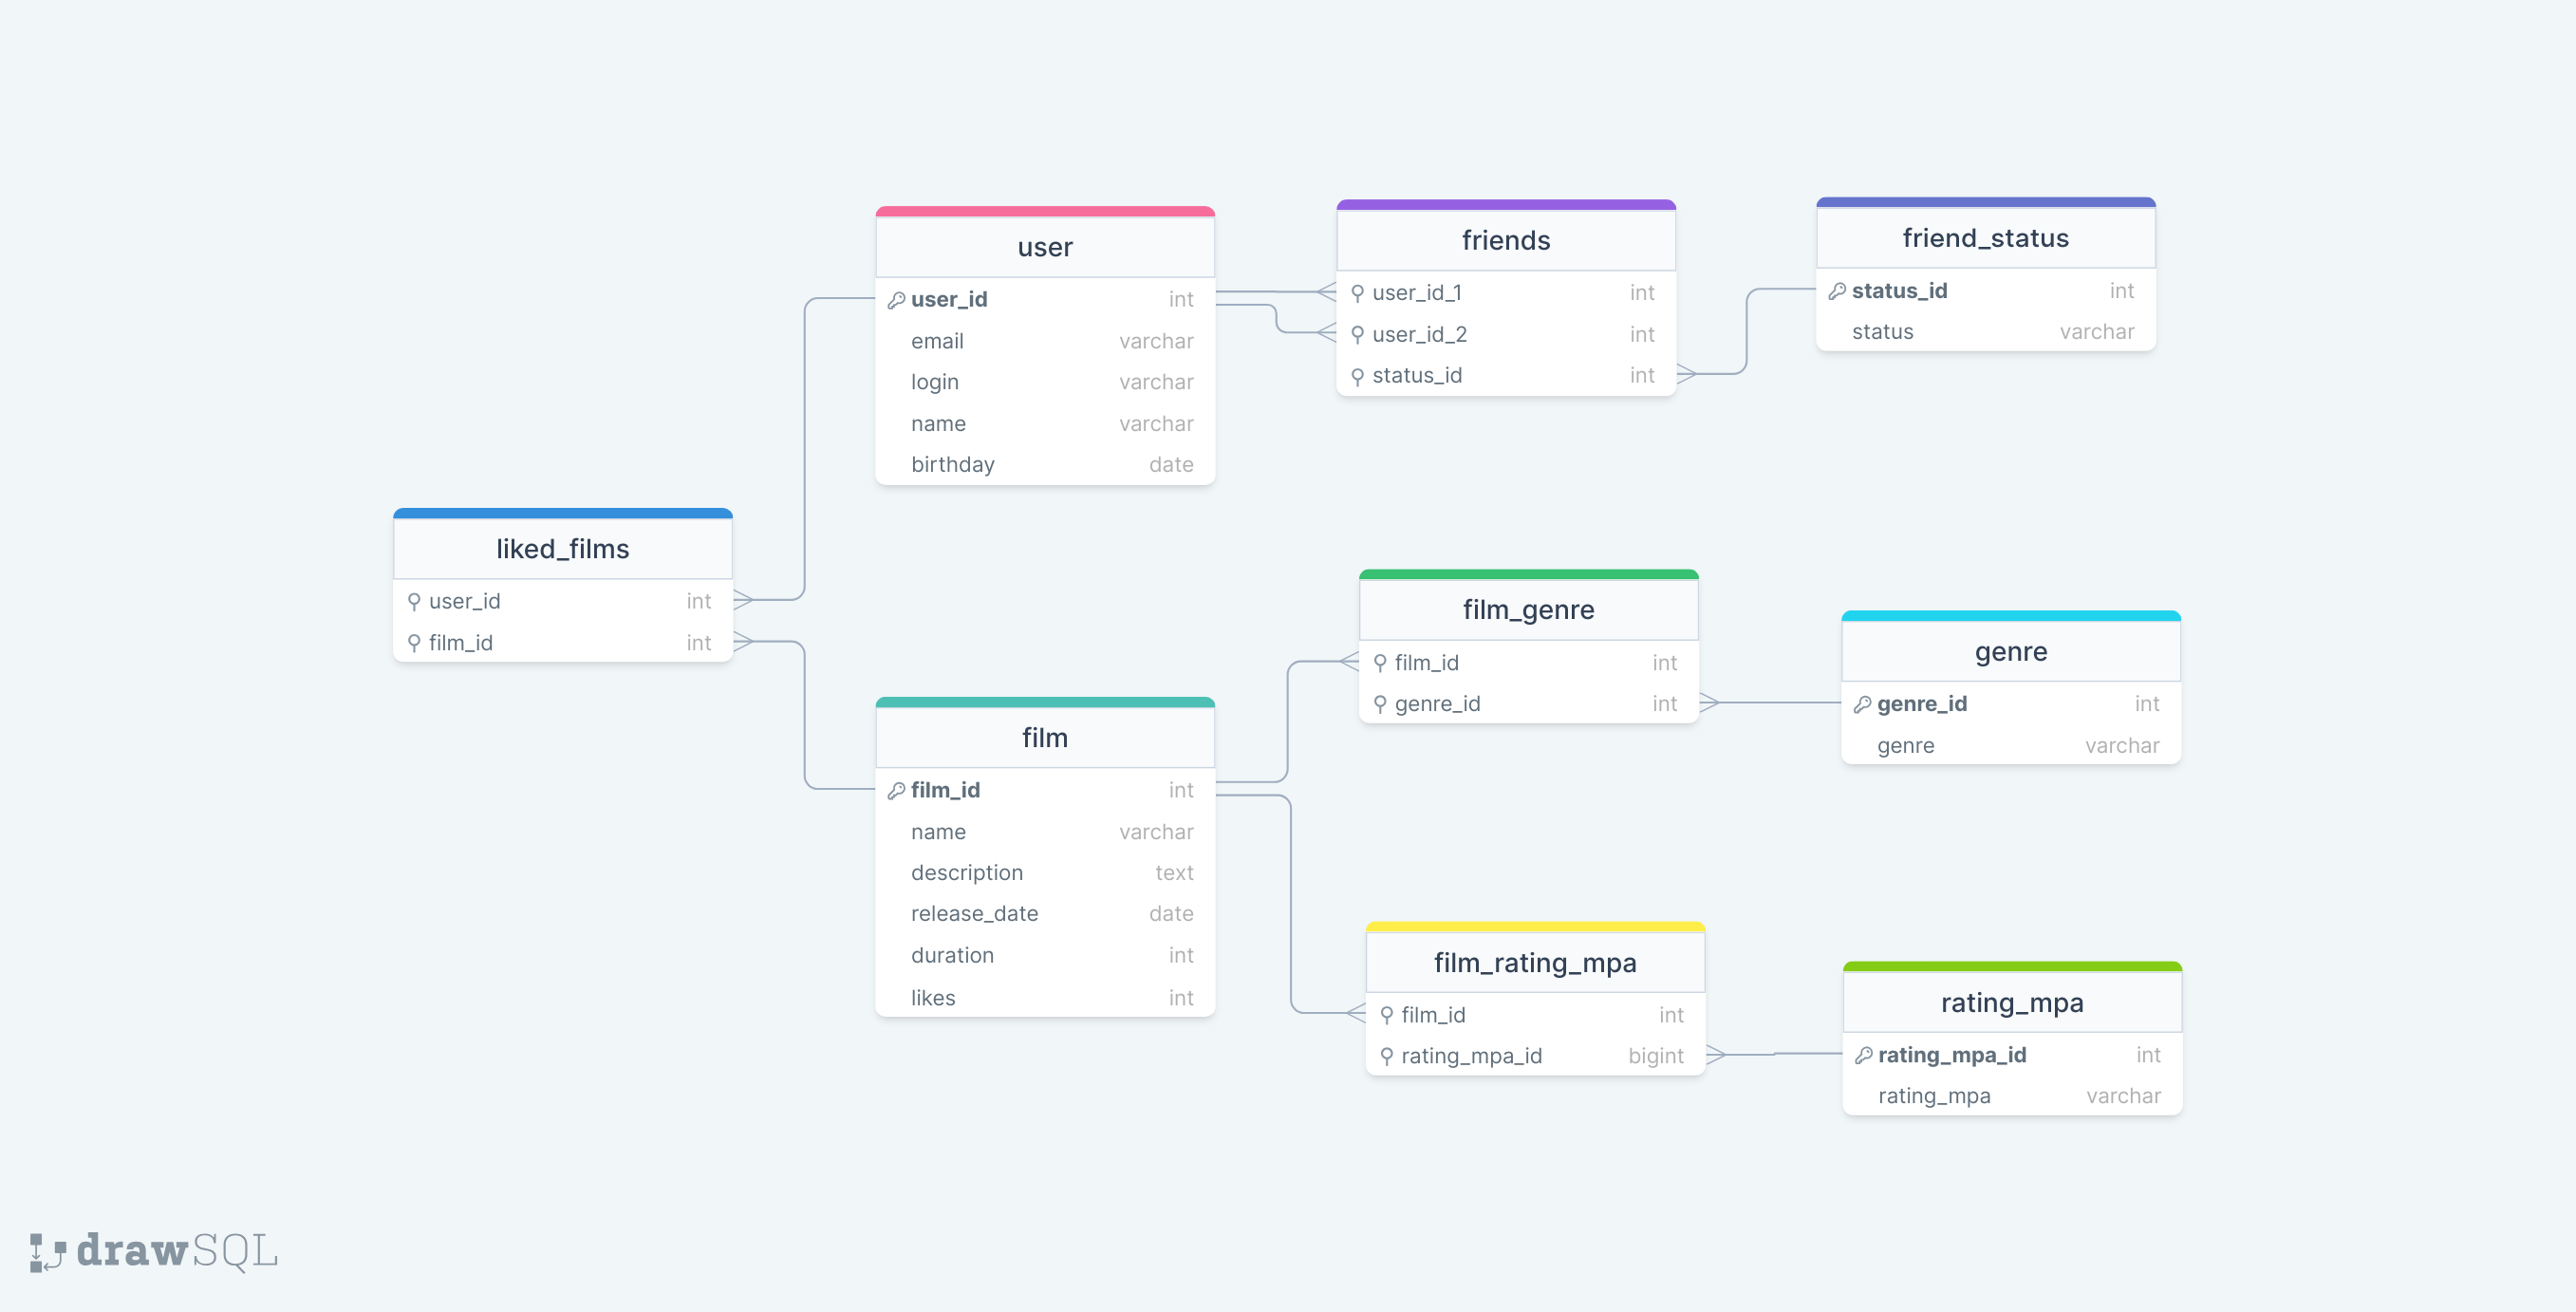 user
user_id int
email varchar
login varchar
name varchar
birthday date
friends
user_id_1 int
user_id_2 int
status_id int
friend_status
status_id int
status varchar
liked_films
user_id int
film_id int
film
film_id int
name varchar
description text
release_date date
duration int
likes int
film_genre
film_id int
genre_id int
genre
genre_id int
genre varchar
film_rating_mpa
film_id int
rating_mpa_id bigint
rating_mpa
rating_mpa_id int
rating_mpa varchar
drawSQL